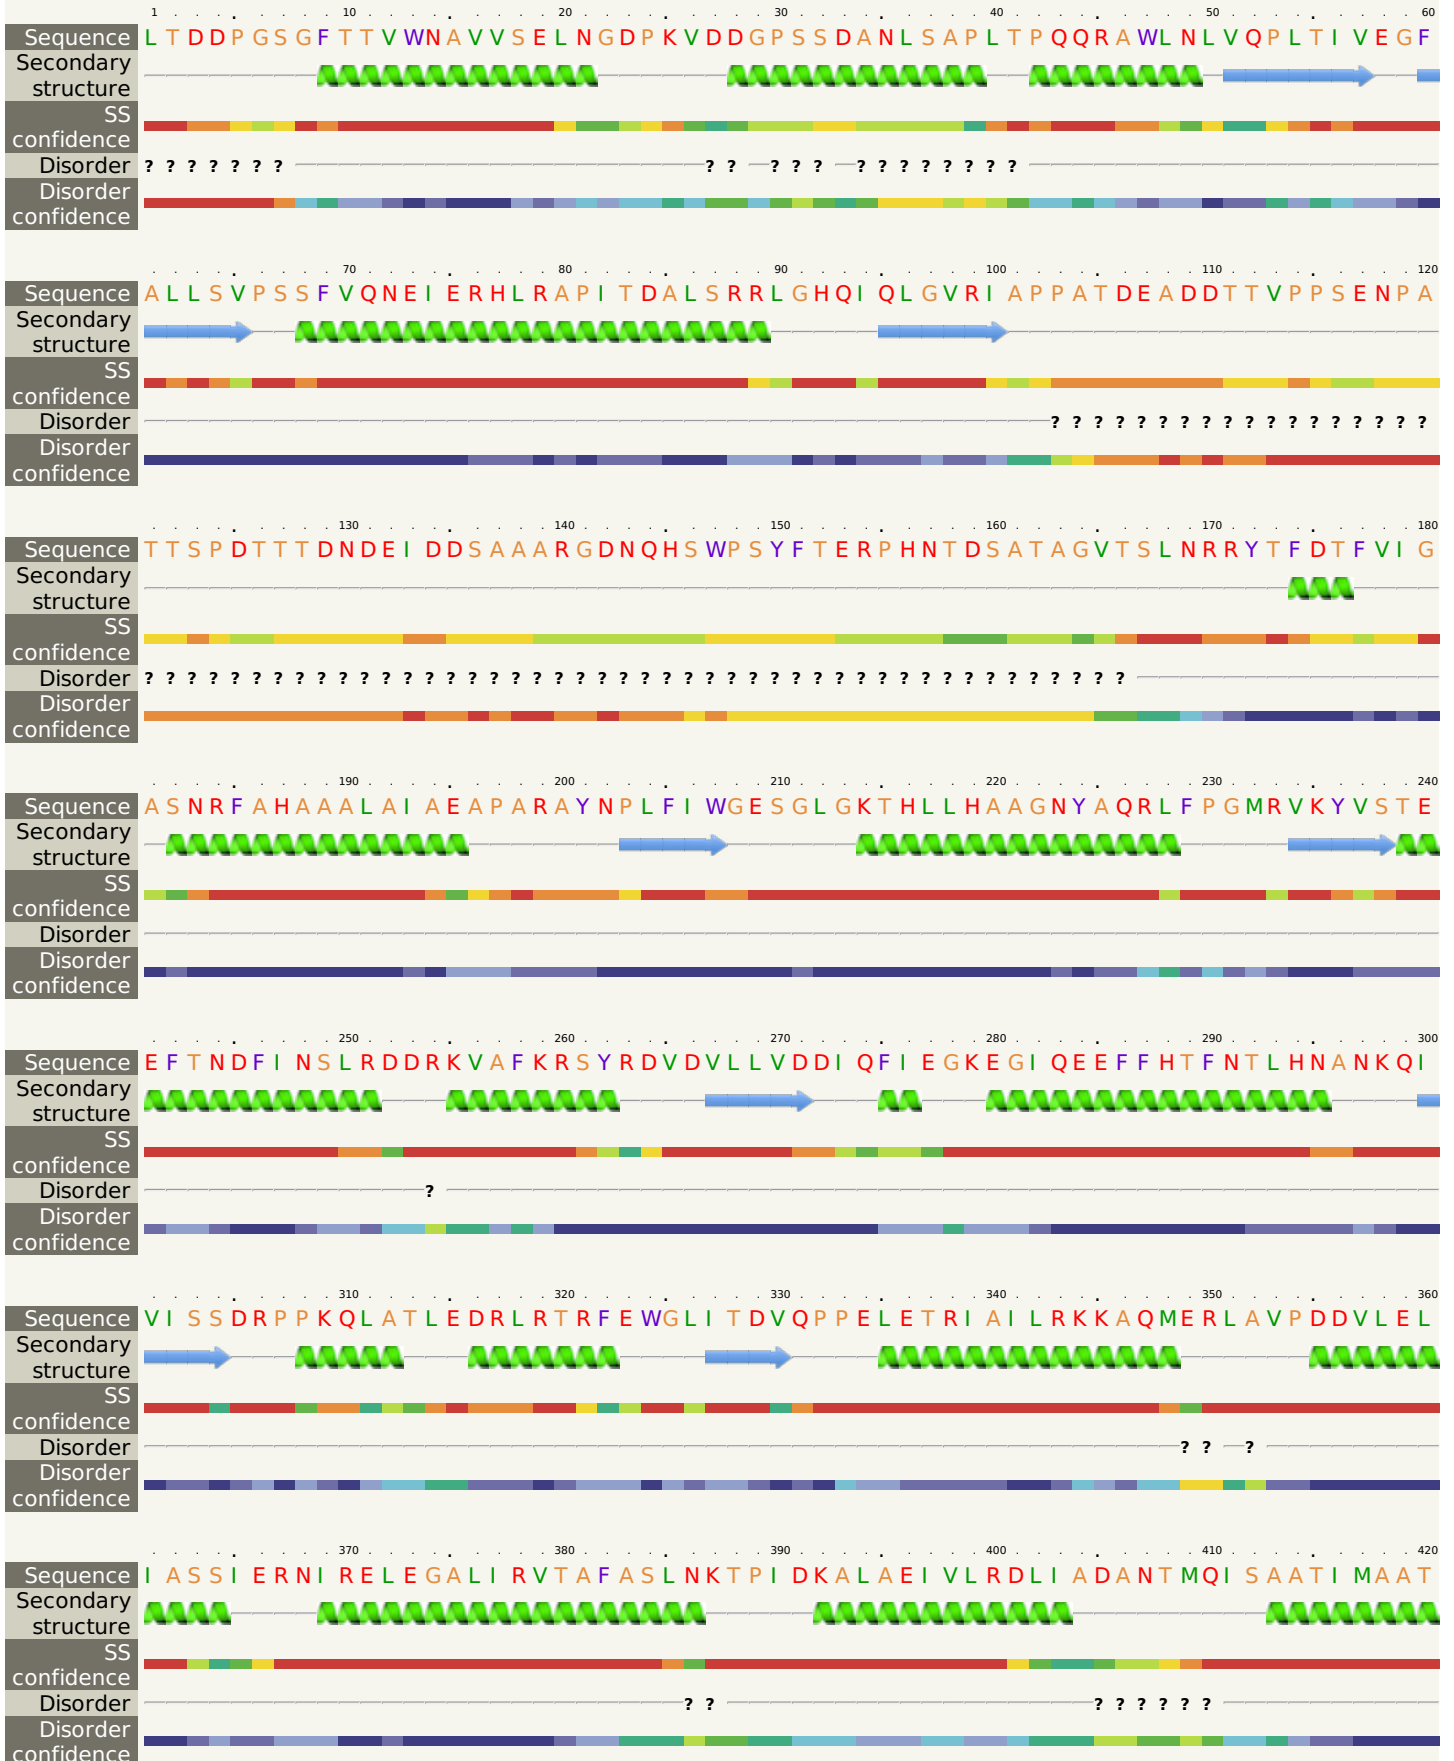 1 10 20 30 40 50 60
Sequence L T D D P G S G F T T V W N A V V S E L N G D P K V D D G P S S D A N L S A P L T P Q Q R A W L N L V Q P L T I V E G F
Secondary structure
SS confidence
Disorder ? ? ? ? ? ? ? ? ? ? ? ? ? ? ? ? ? ? ? ?
Disorder confidence
70 80 90 100 110 120
Sequence A L L S V P S S F V Q N E I E R H L R A P I T D A L S R R L G H Q I Q L G V R I A P P A T D E A D D T T V P P S E N P A
Secondary structure
SS confidence
Disorder ? ? ? ? ? ? ? ? ? ? ? ? ? ? ? ? ? ?
Disorder confidence
130 140 150 160 170 180
Sequence T T S P D T T T D N D E I D D S A A A R G D N Q H S W P S Y F T E R P H N T D S A T A G V T S L N R R Y T F D T F V I G
Secondary structure
SS confidence
Disorder ? ? ? ? ? ? ? ? ? ? ? ? ? ? ? ? ? ? ? ? ? ? ? ? ? ? ? ? ? ? ? ? ? ? ? ? ? ? ? ? ? ? ? ? ? ?
Disorder confidence
190 200 210 220 230 240
Sequence A S N R F A H A A A L A I A E A P A R A Y N P L F I W G E S G L G K T H L L H A A G N Y A Q R L F P G M R V K Y V S T E
Secondary structure
SS confidence
Disorder
Disorder confidence
250 260 270 280 290 300
Sequence E F T N D F I N S L R D D R K V A F K R S Y R D V D V L L V D D I Q F I E G K E G I Q E E F F H T F N T L H N A N K Q I
Secondary structure
SS confidence
Disorder ?
Disorder confidence
310 320 330 340 350 360
Sequence V I S S D R P P K Q L A T L E D R L R T R F E W G L I T D V Q P P E L E T R I A I L R K K A Q M E R L A V P D D V L E L
Secondary structure
SS confidence
Disorder ? ? ?
Disorder confidence
370 380 390 400 410 420
Sequence I A S S I E R N I R E L E G A L I R V T A F A S L N K T P I D K A L A E I V L R D L I A D A N T M Q I S A A T I M A A T
Secondary structure
SS confidence
Disorder ? ? ? ? ? ? ? ?
Disorder confidence